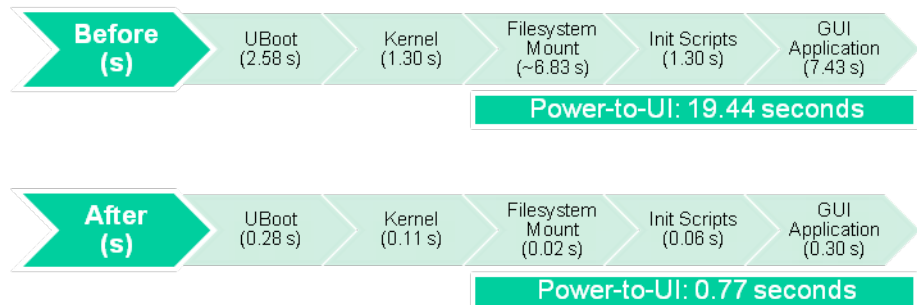 Before
(s)
UBoot
(2.58 s)
Kernel
(1.30 s)
Filesystem
Mount
(~6.83 s)
Init Scripts
(1.30 s)
GUI
Application
(7.43 s)
Power-to-UI: 19.44 seconds
After
(s)
UBoot
(0.28 s)
Kernel
(0.11 s)
Filesystem
Mount
(0.02 s)
Init Scripts
(0.06 s)
GUI
Application
(0.30 s)
Power-to-UI: 0.77 seconds